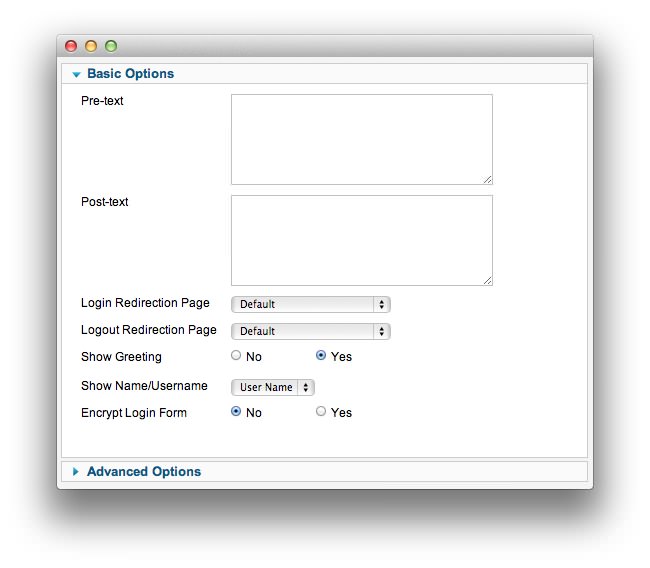 Basic Options
Pre-text
Post-text
Login Redirection Page Default
Logout Redirection Page Default
Show Greeting No Yes
Show Name/Username User Name
Encrypt Login Form No Yes
Advanced Options